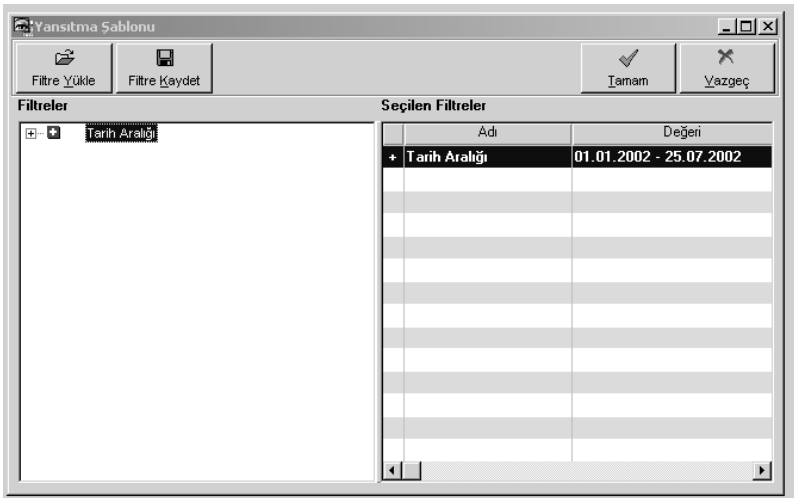 Yansıtma Şablonu
Filtre Yükle
Filtre Kaydet
Tamam
Vazgeç
Filtreler
Seçilen Filtreler
Tarih Aralığı
Adı Değeri
+ Tarih Aralığı 01.01.2002 - 25.07.2002